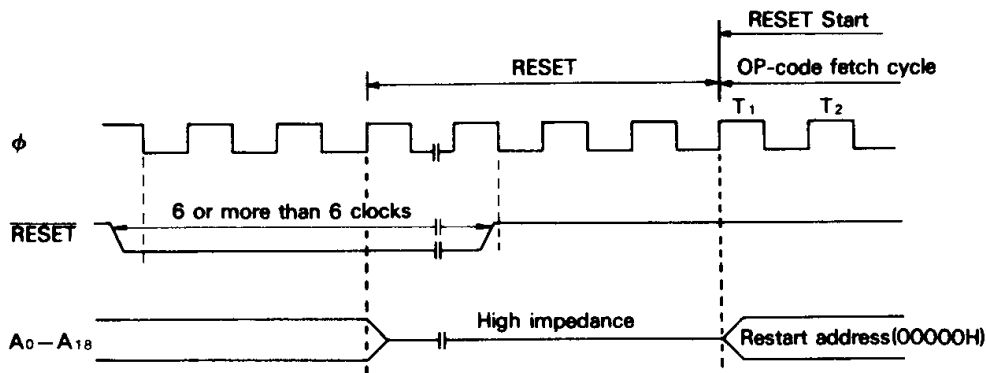 RESET Start
RESET
OP-code fetch cycle
T1
T2
φ
6 or more than 6 clocks
RESET
High impedance
A0–A18
Restart address(00000H)